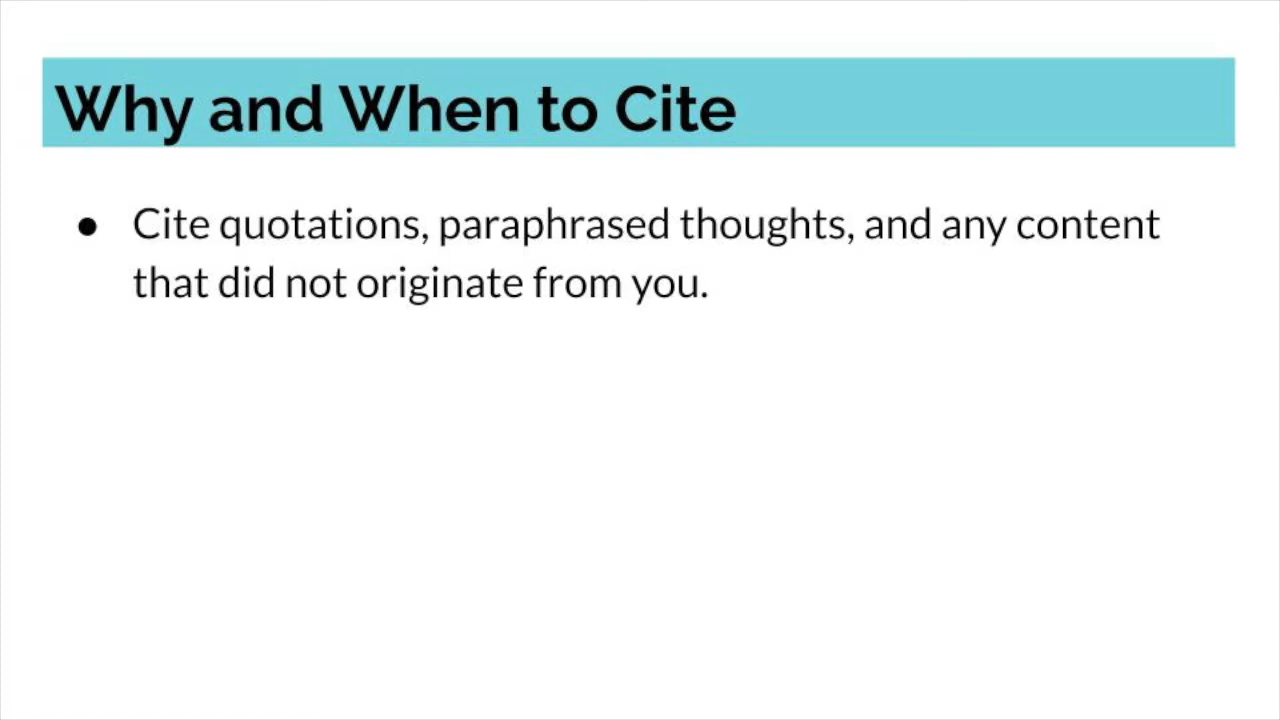 Why and When to Cite
● Cite quotations, paraphrased thoughts, and any content
that did not originate from you.